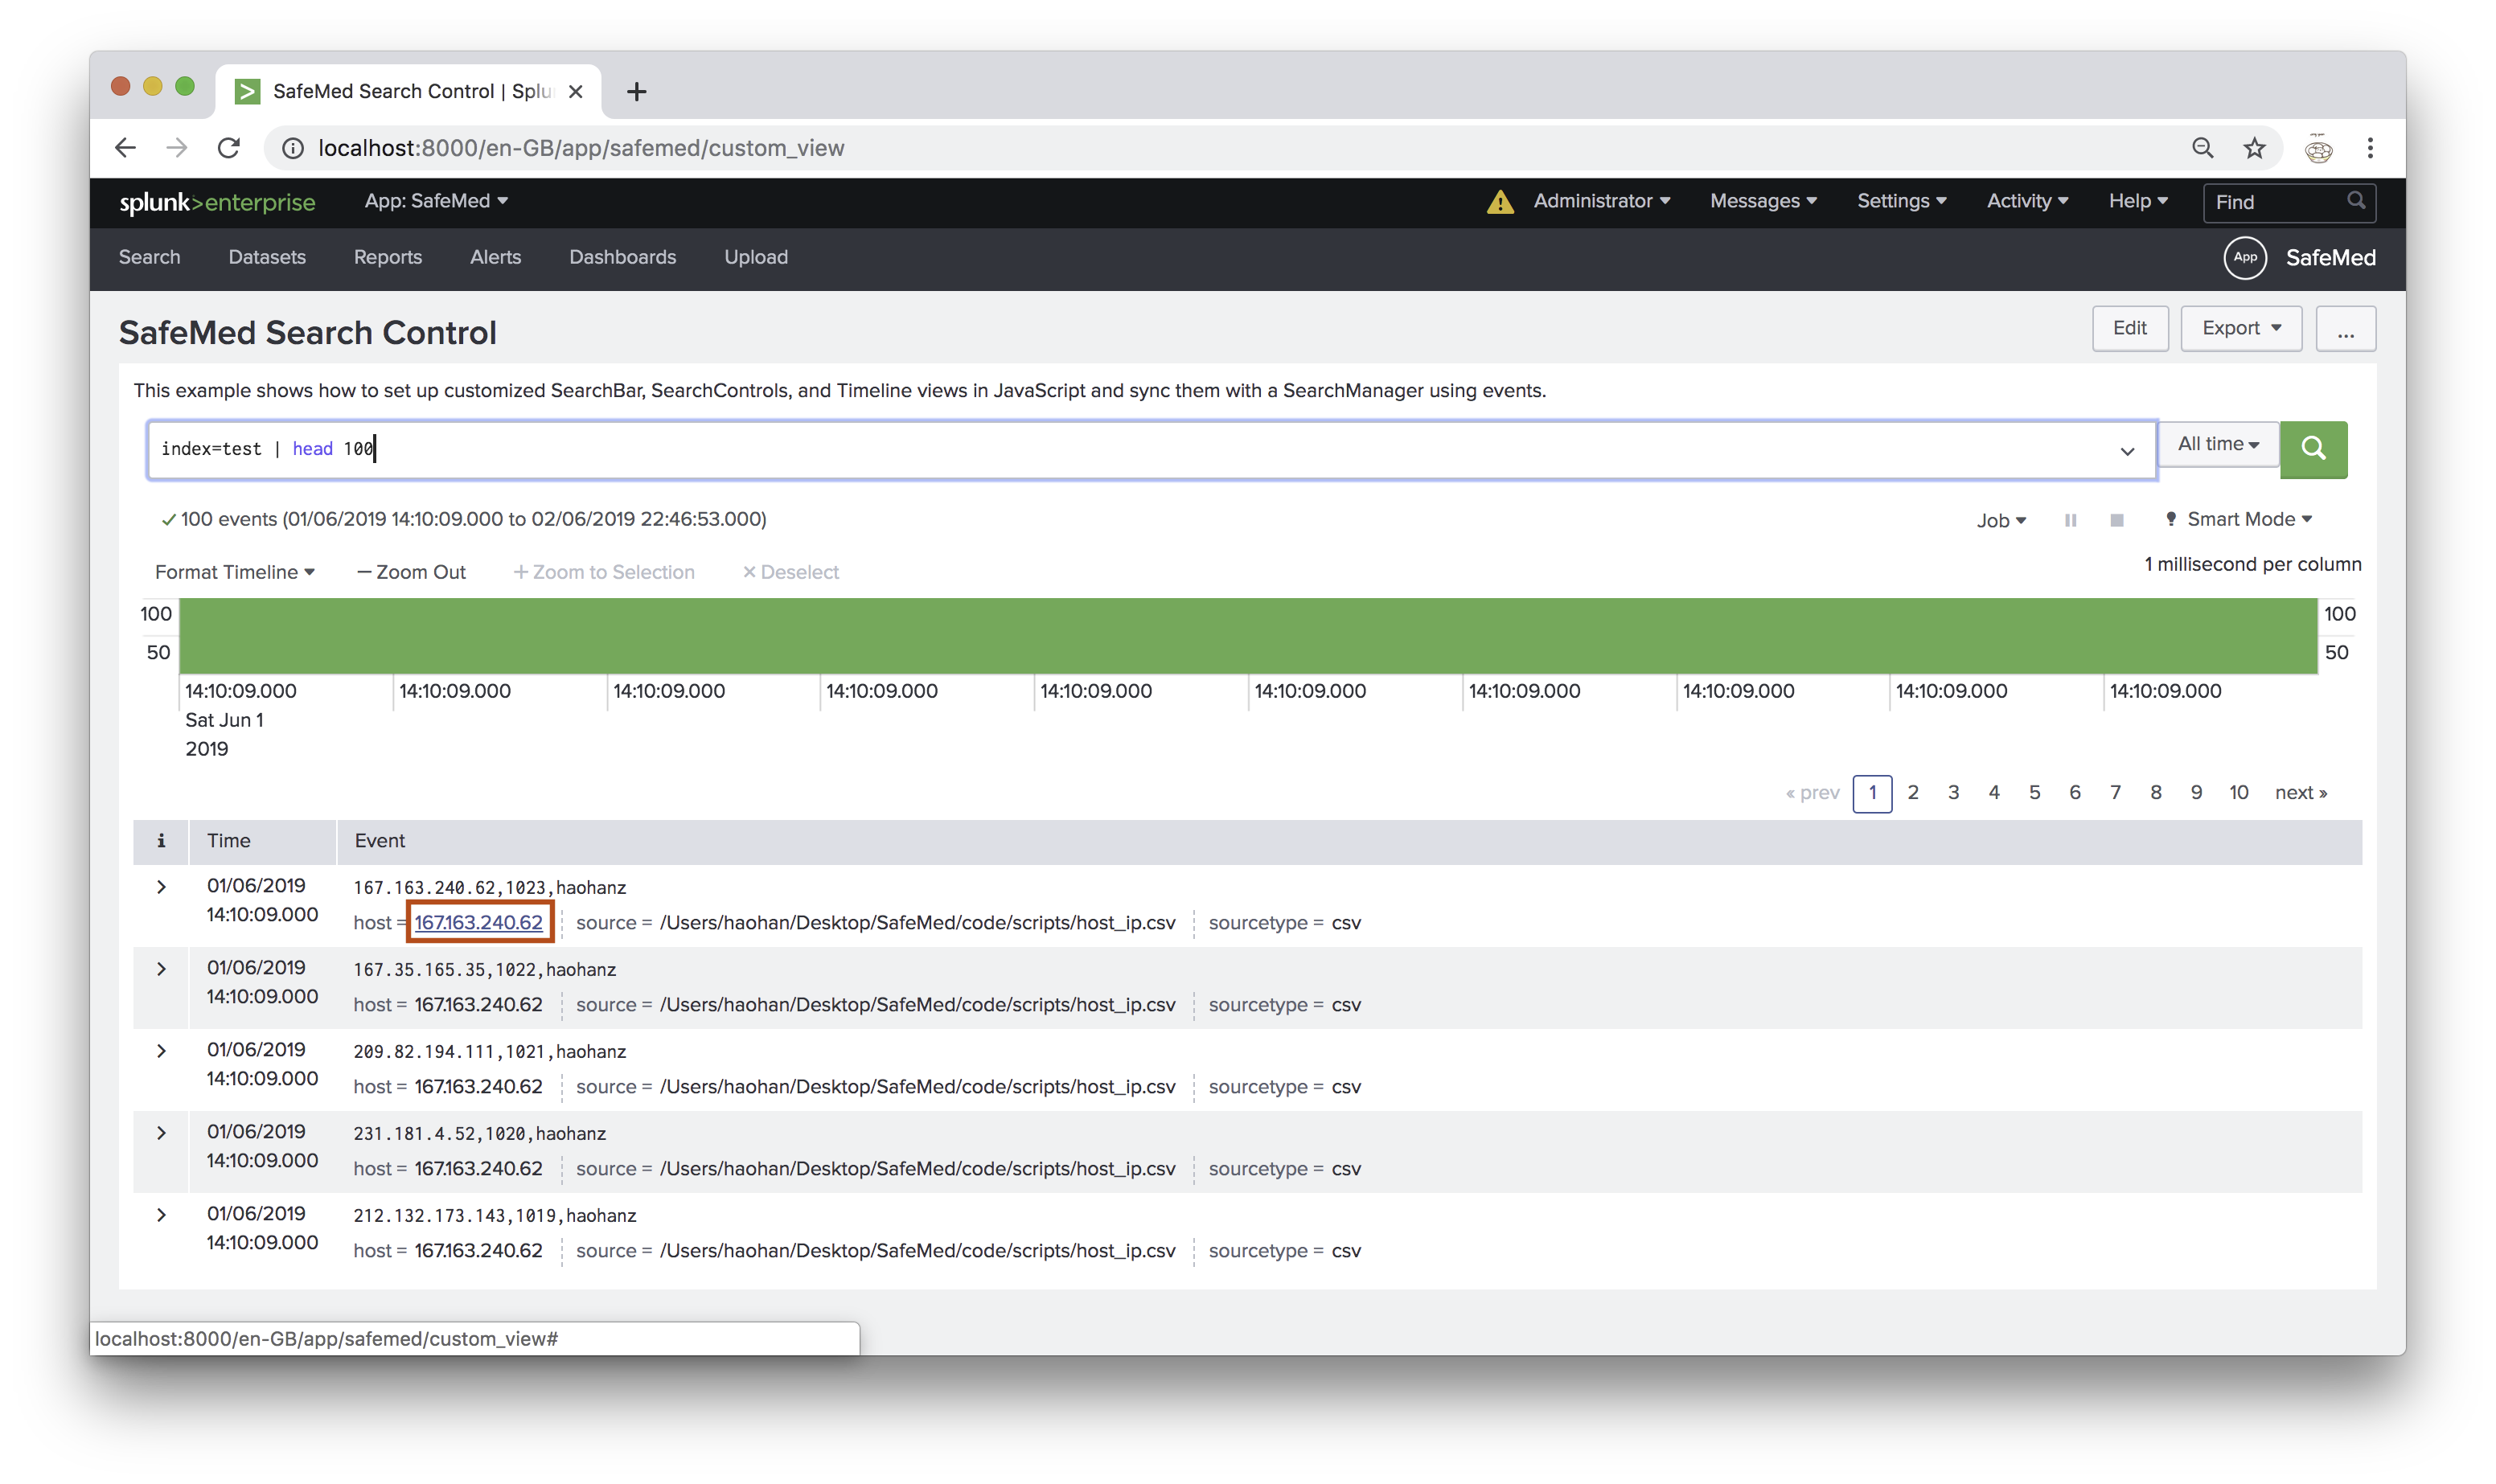 SafeMed Search Control | Splu
localhost:8000/en-GB/app/safemed/custom_view
splunk>enterprise App: SafeMed Administrator Messages Settings Activity Help Find
Search Datasets Reports Alerts Dashboards Upload App SafeMed
SafeMed Search Control Edit Export ...
This example shows how to set up customized SearchBar, SearchControls, and Timeline views in JavaScript and sync them with a SearchManager using events.
index=test | head 100 All time
100 events (01/06/2019 14:10:09.000 to 02/06/2019 22:46:53.000) Job Smart Mode
Format Timeline — Zoom Out + Zoom to Selection × Deselect 1 millisecond per column
100 100
50 50
14:10:09.000 14:10:09.000 14:10:09.000 14:10:09.000 14:10:09.000 14:10:09.000 14:10:09.000 14:10:09.000 14:10:09.000 14:10:09.000
Sat Jun 1
2019
« prev 1 2 3 4 5 6 7 8 9 10 next »
i Time Event
01/06/2019 167.163.240.62,1023,haohanz
14:10:09.000 host = 167.163.240.62 source = /Users/haohan/Desktop/SafeMed/code/scripts/host_ip.csv sourcetype = csv
01/06/2019 167.35.165.35,1022,haohanz
14:10:09.000 host = 167.163.240.62 source = /Users/haohan/Desktop/SafeMed/code/scripts/host_ip.csv sourcetype = csv
01/06/2019 209.82.194.111,1021,haohanz
14:10:09.000 host = 167.163.240.62 source = /Users/haohan/Desktop/SafeMed/code/scripts/host_ip.csv sourcetype = csv
01/06/2019 231.181.4.52,1020,haohanz
14:10:09.000 host = 167.163.240.62 source = /Users/haohan/Desktop/SafeMed/code/scripts/host_ip.csv sourcetype = csv
01/06/2019 212.132.173.143,1019,haohanz
14:10:09.000 host = 167.163.240.62 source = /Users/haohan/Desktop/SafeMed/code/scripts/host_ip.csv sourcetype = csv
localhost:8000/en-GB/app/safemed/custom_view#